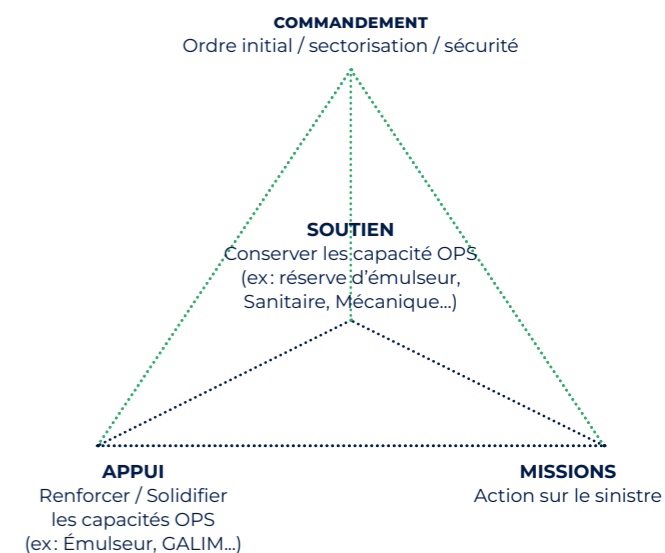 COMMANDEMENT
Ordre initial / sectorisation / sécurité
SOUTIEN
Conserver les capacité OPS
(ex : réserve d’émulseur,
Sanitaire, Mécanique...)
APPUI
Renforcer / Solidifier
les capacités OPS
(ex : Émulseur, GALIM...)
MISSIONS
Action sur le sinistre